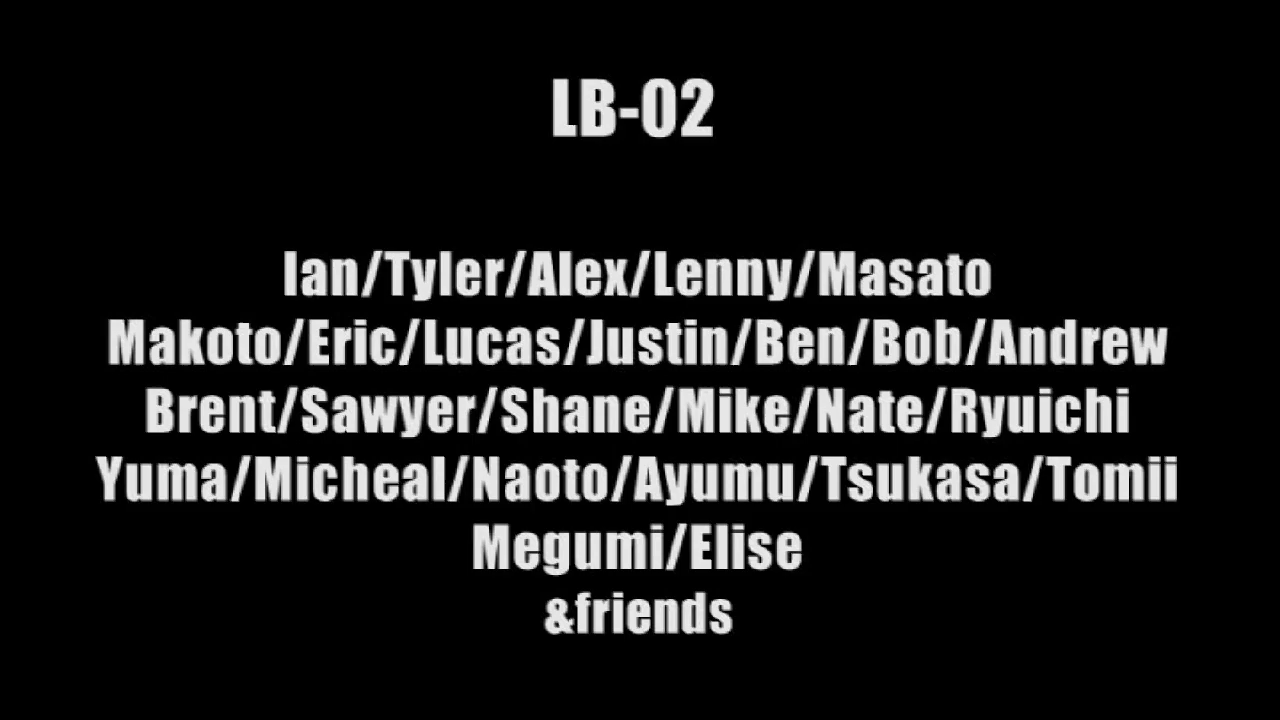 LB-02
Ian/Tyler/Alex/Lenny/Masato
Makoto/Eric/Lucas/Justin/Ben/Bob/Andrew
Brent/Sawyer/Shane/Mike/Nate/Ryuichi
Yuma/Micheal/Naoto/Ayumu/Tsukasa/Tomii
Megumi/Elise
&friends